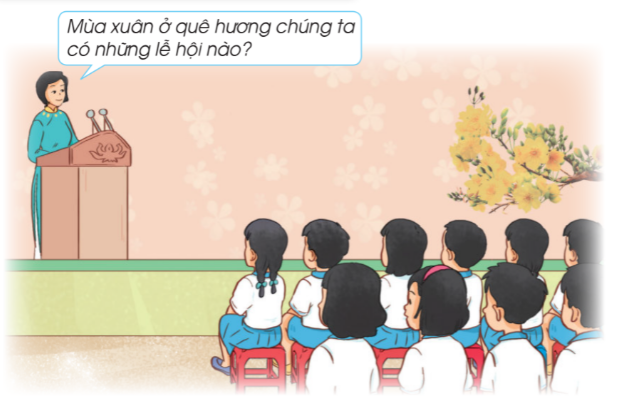 Mùa xuân ở quê hương chúng ta
có những lễ hội nào?